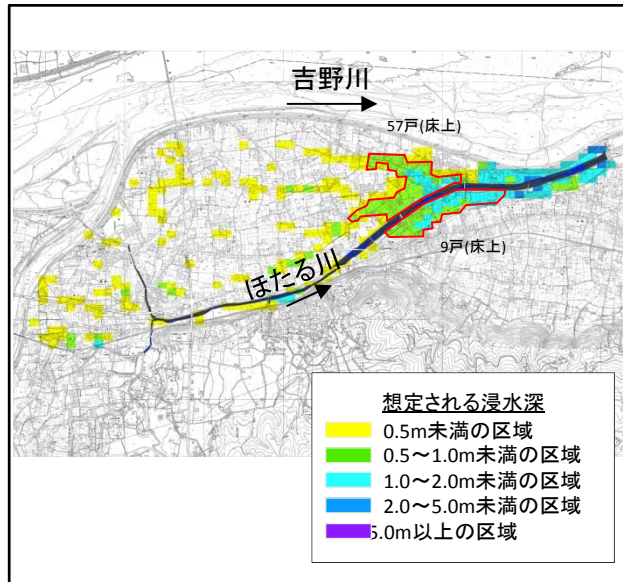 吉野川
57戸(床上)
9戸(床上)
ほたる川
想定される浸水深
0.5m未満の区域
0.5～1.0m未満の区域
1.0～2.0m未満の区域
2.0～5.0m未満の区域
5.0m以上の区域